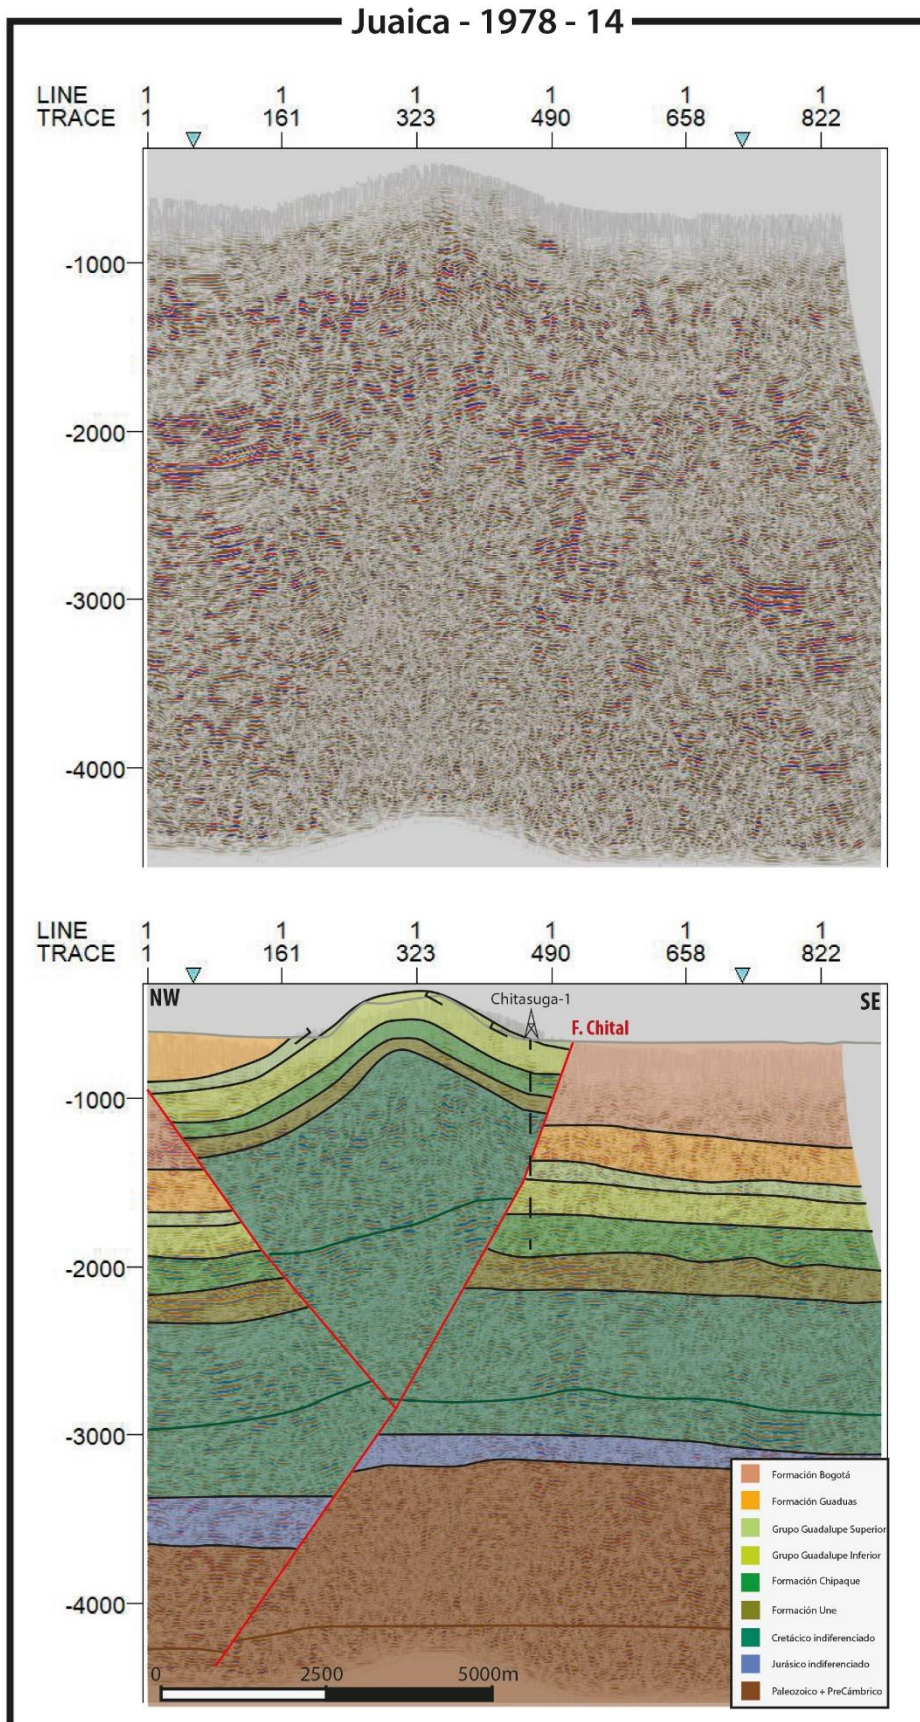 Juaica - 1978 - 14
LINE 1 1 1 1 1 1
TRACE 1 161 323 490 658 822
-1000
-2000
-3000
-4000
LINE 1 1 1 1 1 1
TRACE 1 161 323 490 658 822
NW Chitasuga-1 SE
F. Chital
-1000
-2000
-3000
-4000
Formación Bogotá
Formación Guaduas
Grupo Guadalupe Superior
Grupo Guadalupe Inferior
Formación Chipaque
Formación Une
Cretácico indiferenciado
Jurásico indiferenciado
Paleozoico + PreCámbrico
0 2500 5000m